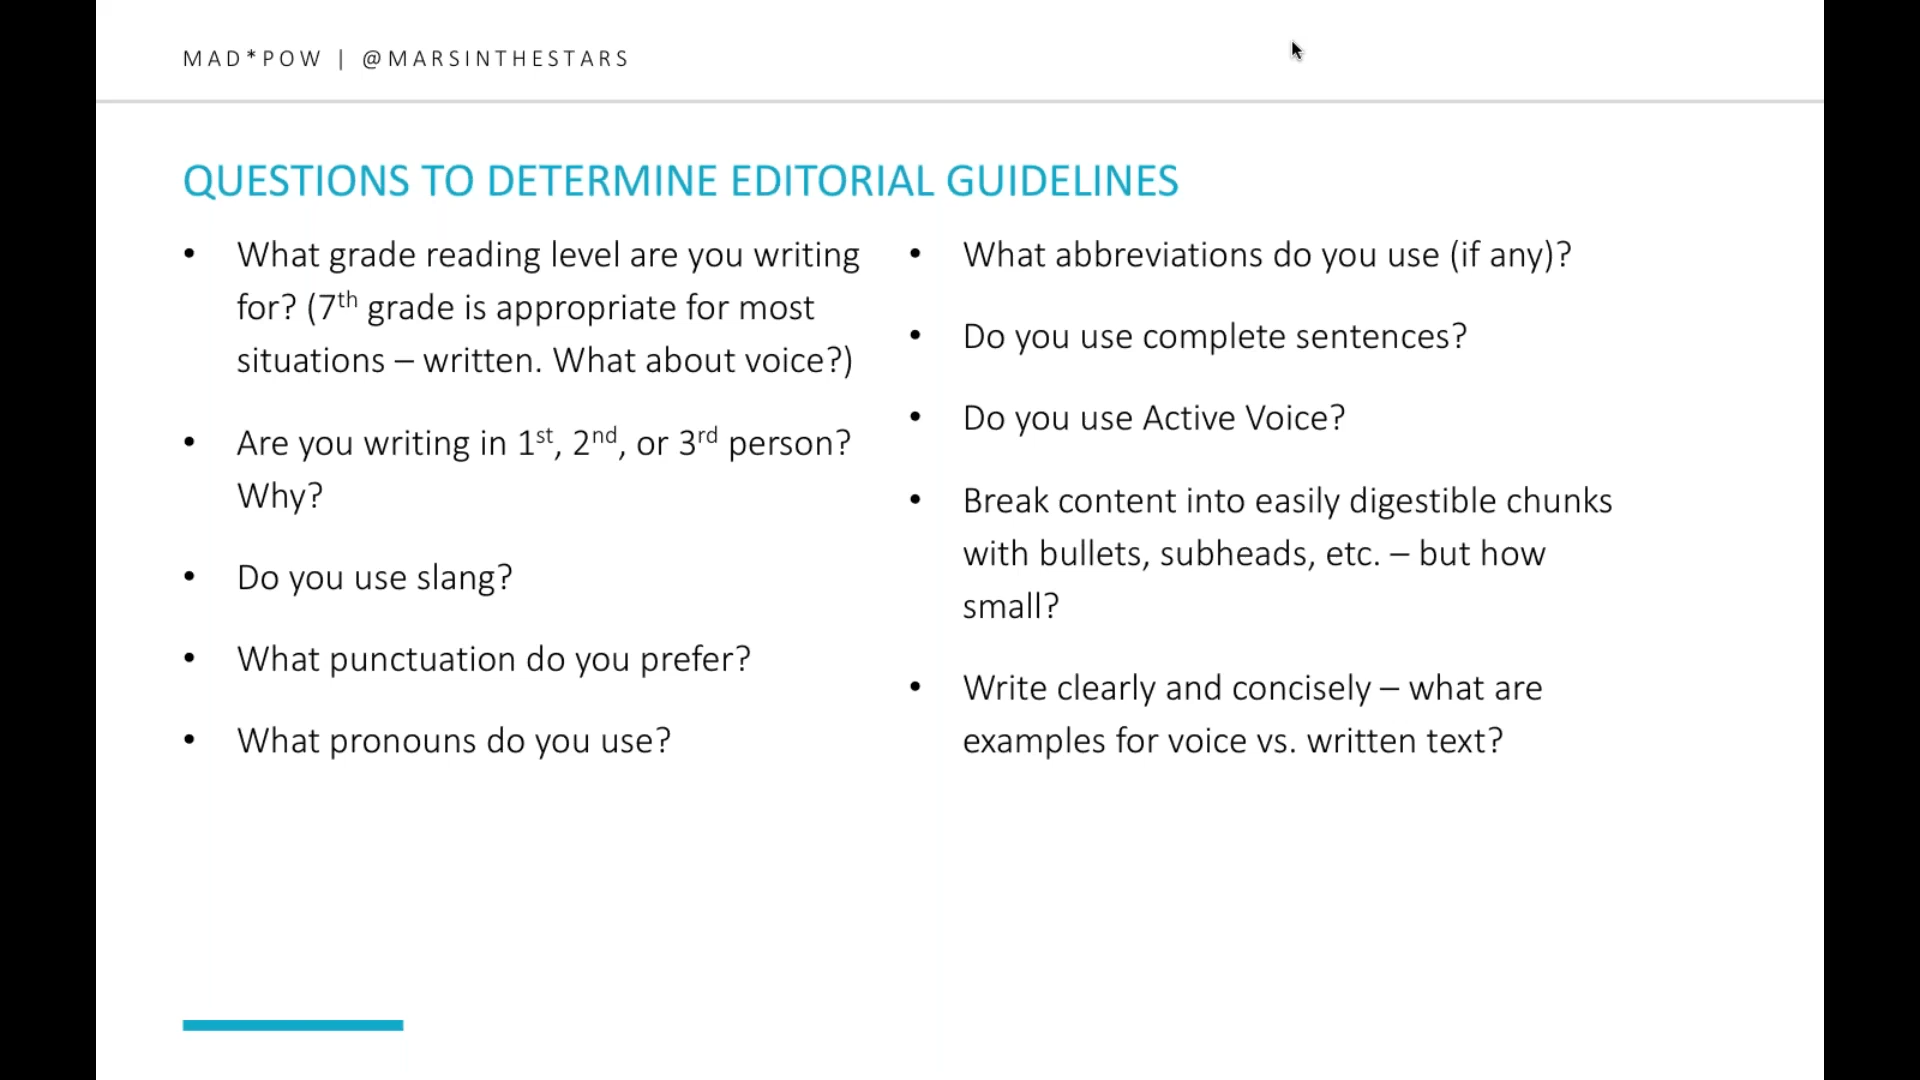 MAD*POW | @MARSINTHESTARS
QUESTIONS TO DETERMINE EDITORIAL GUIDELINES
• What grade reading level are you writing
for? (7th grade is appropriate for most
situations – written. What about voice?)
• Are you writing in 1st, 2nd, or 3rd person?
Why?
• Do you use slang?
• What punctuation do you prefer?
• What pronouns do you use?
• What abbreviations do you use (if any)?
• Do you use complete sentences?
• Do you use Active Voice?
• Break content into easily digestible chunks
with bullets, subheads, etc. – but how
small?
• Write clearly and concisely – what are
examples for voice vs. written text?